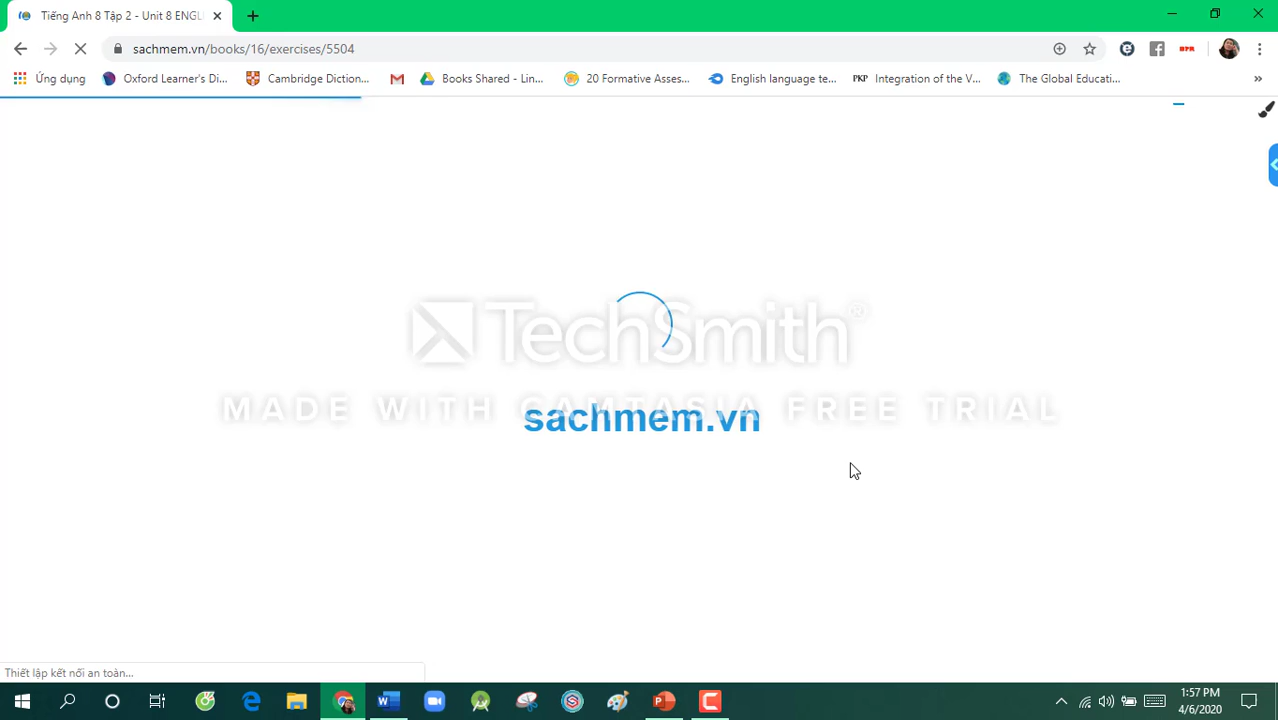 Tiếng Anh 8 Tập 2 - Unit 8 ENGL
sachmem.vn/books/16/exercises/5504
Ứng dụng
Oxford Learner's Di...
Cambridge Diction...
Books Shared - Lin...
20 Formative Asses...
English language te...
PKP
Integration of the V...
The Global Educati...
TechSmith®
MADE WITH CAMTASIA FREE TRIAL
sachmem.vn
Thiết lập kết nối an toàn...
1:57 PM
4/6/2020